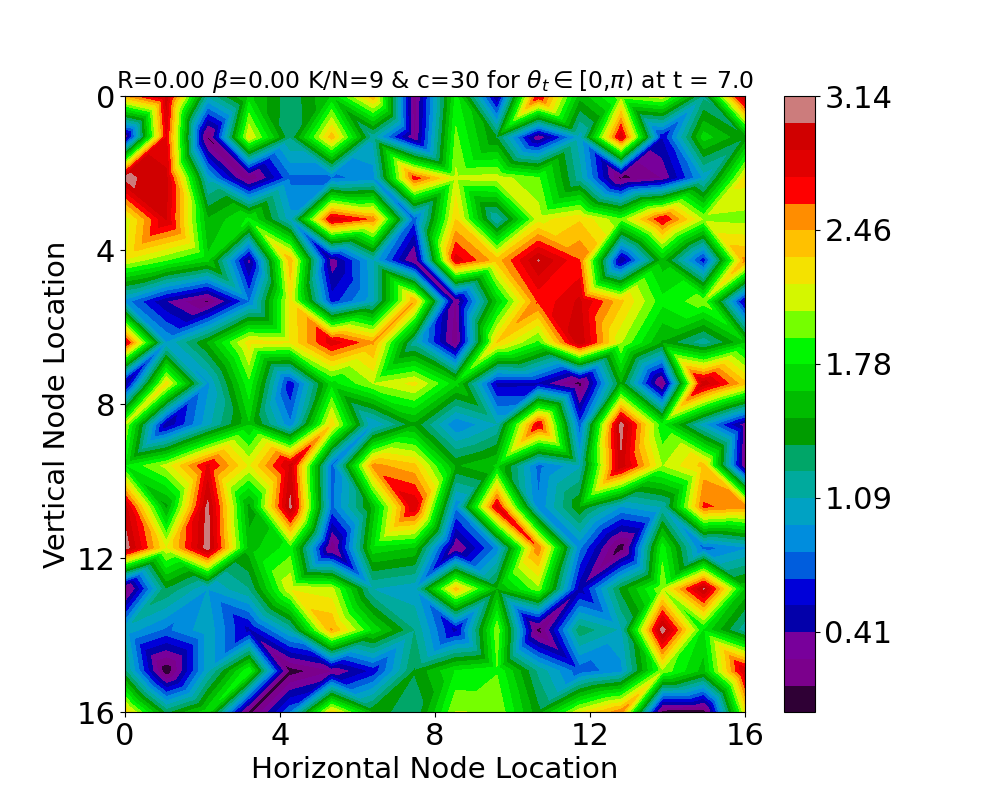 R=0.00 β=0.00 K/N=9 & c=30 for θ_t ∈ [0,π) at t = 7.0
0
4
8
12
16
Vertical Node Location
0 4 8 12 16
Horizontal Node Location
3.14
2.46
1.78
1.09
0.41